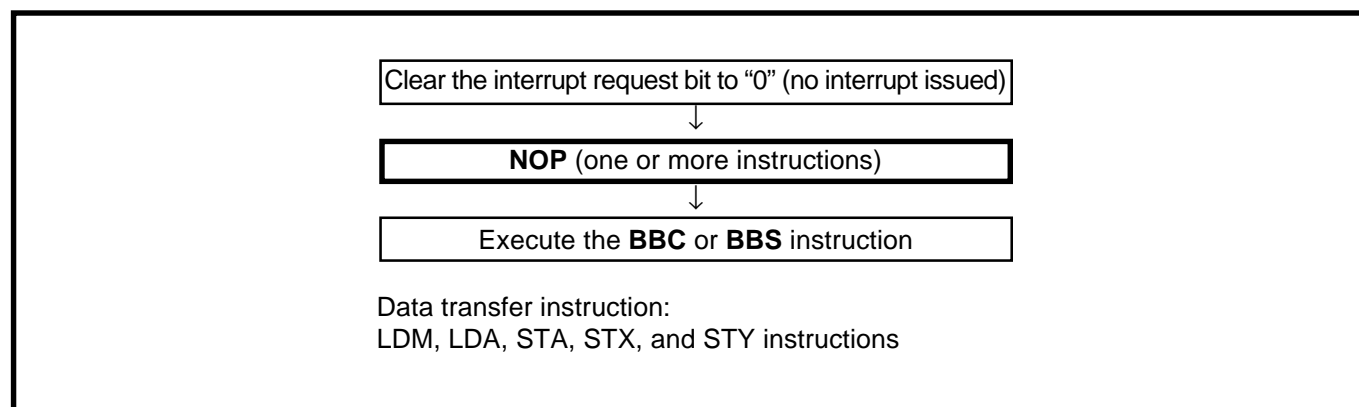 Clear the interrupt request bit to “0” (no interrupt issued)
↓
NOP (one or more instructions)
↓
Execute the BBC or BBS instruction
Data transfer instruction:
LDM, LDA, STA, STX, and STY instructions